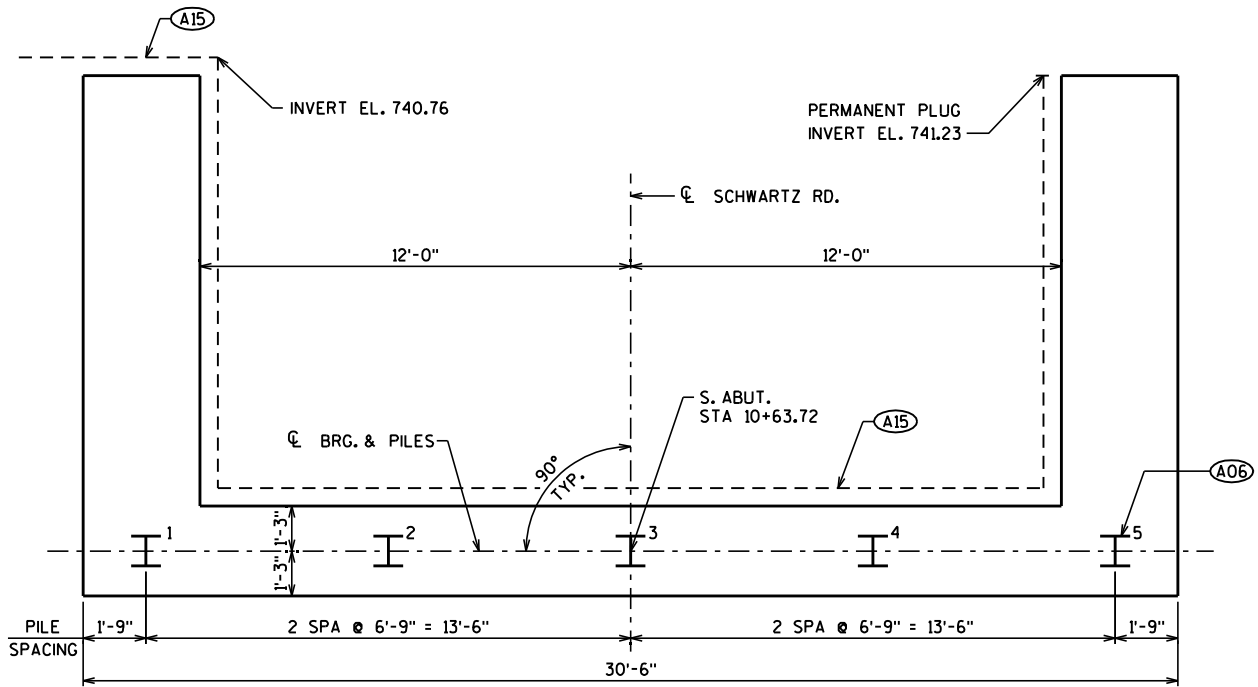 A15
INVERT EL. 740.76
PERMANENT PLUG
INVERT EL. 741.23
℄ SCHWARTZ RD.
12'-0"
12'-0"
S. ABUT.
STA 10+63.72
A15
℄ BRG. & PILES
90°
TYP.
A06
1'-3"
1'-3"
1
2
3
4
5
PILE
SPACING
1'-9"
2 SPA @ 6'-9" = 13'-6"
2 SPA @ 6'-9" = 13'-6"
1'-9"
30'-6"